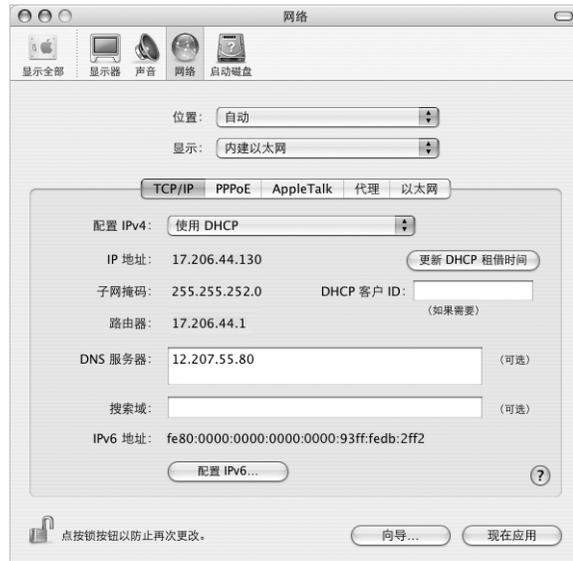 网络
显示全部 显示器 声音 网络 启动磁盘
位置: 自动
显示: 内建以太网
TCP/IP PPPoE AppleTalk 代理 以太网
配置 IPv4: 使用 DHCP
IP 地址: 17.206.44.130 更新 DHCP 租借时间
子网掩码: 255.255.252.0 DHCP 客户 ID:
(如果需要)
路由器: 17.206.44.1
DNS 服务器: 12.207.55.80 (可选)
搜索域: (可选)
IPv6 地址: fe80:0000:0000:0000:0000:93ff:fedb:2ff2
配置 IPv6... ?
点按锁按钮以防止再次更改。 向导... 现在应用